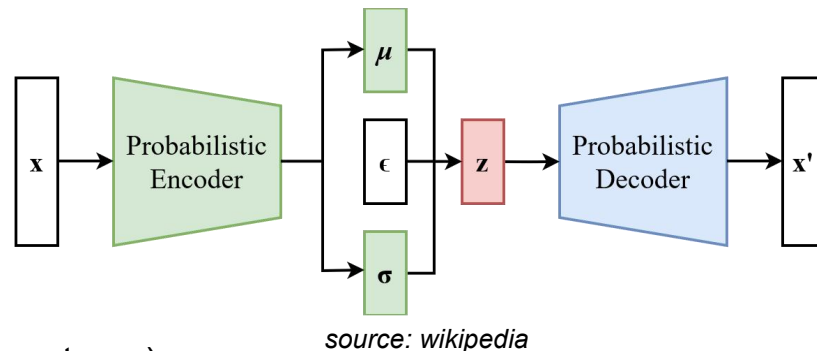 x
Probabilistic
Encoder
μ
ϵ
σ
z
Probabilistic
Decoder
x'
source: wikipedia